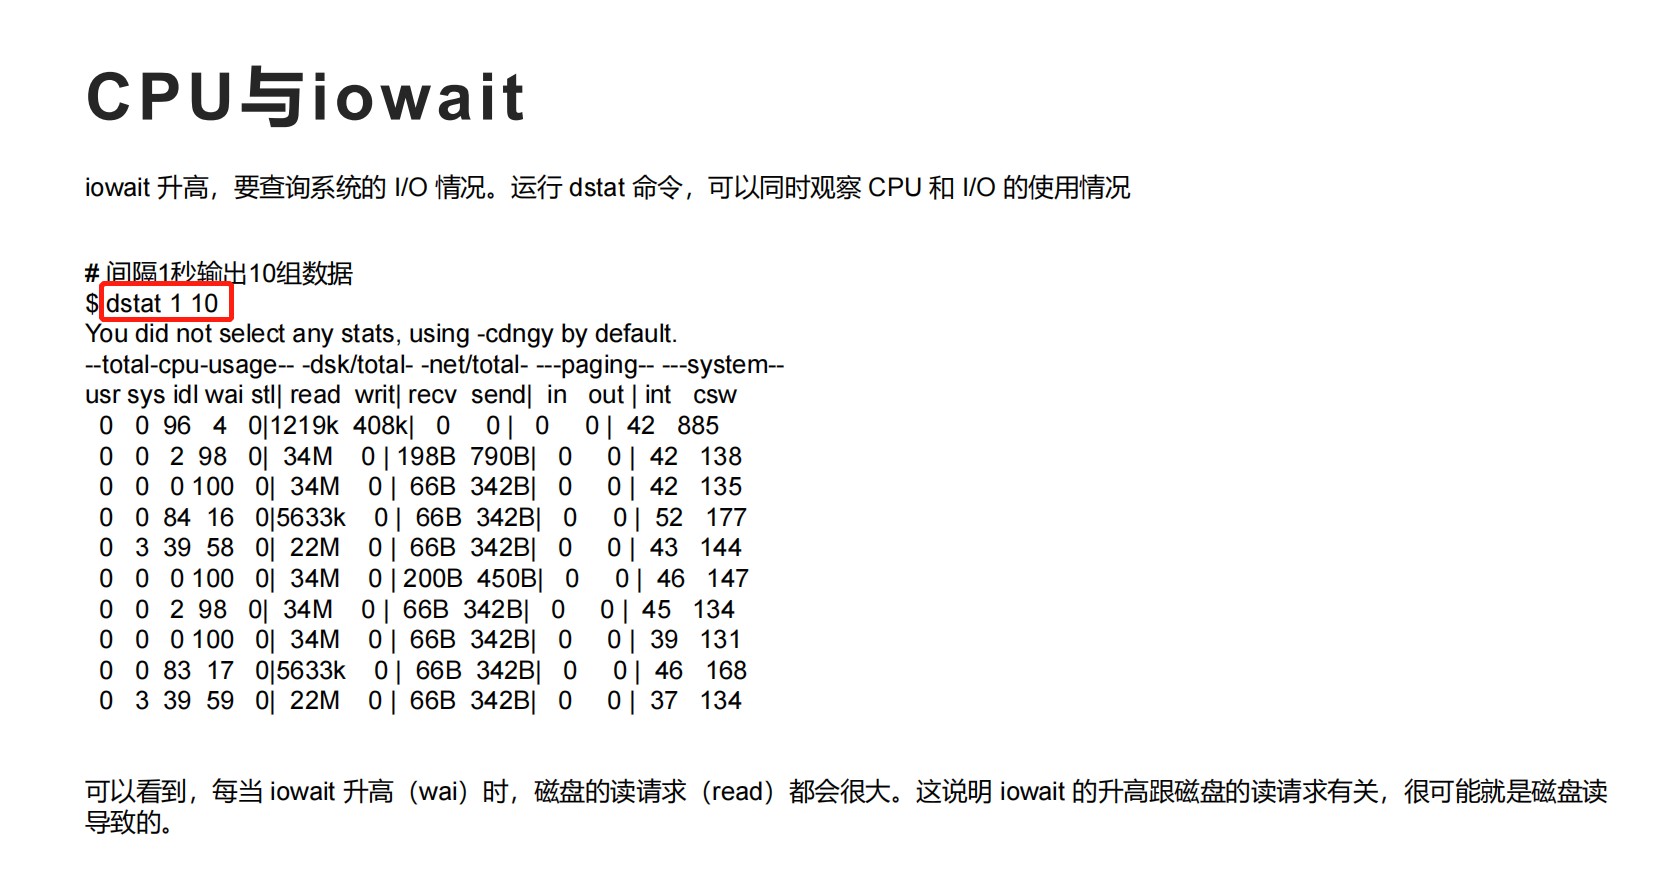 CPU与iowait
iowait 升高，要查询系统的 I/O 情况。运行 dstat 命令，可以同时观察 CPU 和 I/O 的使用情况
# 间隔1秒输出10组数据
$ dstat 1 10
You did not select any stats, using -cdngy by default.
--total-cpu-usage-- -dsk/total- -net/total- ---paging-- ---system--
usr sys idl wai stl| read  writ| recv  send|  in   out | int   csw
  0   0  96   4   0|1219k  408k|   0     0 |   0     0 |  42   885
  0   0   2  98   0|  34M    0 | 198B  790B|   0     0 |  42   138
  0   0   0 100   0|  34M    0 |  66B  342B|   0     0 |  42   135
  0   0  84  16   0|5633k    0 |  66B  342B|   0     0 |  52   177
  0   3  39  58   0|  22M    0 |  66B  342B|   0     0 |  43   144
  0   0   0 100   0|  34M    0 | 200B  450B|   0     0 |  46   147
  0   0   2  98   0|  34M    0 |  66B  342B|   0     0 |  45   134
  0   0   0 100   0|  34M    0 |  66B  342B|   0     0 |  39   131
  0   0  83  17   0|5633k    0 |  66B  342B|   0     0 |  46   168
  0   3  39  59   0|  22M    0 |  66B  342B|   0     0 |  37   134
可以看到，每当 iowait 升高（wai）时，磁盘的读请求（read）都会很大。这说明 iowait 的升高跟磁盘的读请求有关，很可能就是磁盘读
导致的。